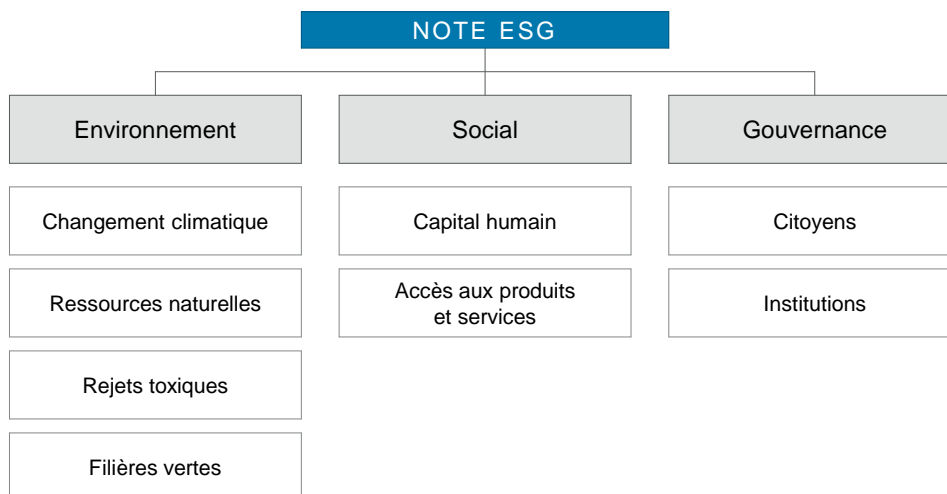 NOTE ESG
Environnement
Social
Gouvernance
Changement climatique
Capital humain
Citoyens
Ressources naturelles
Accès aux produits
et services
Institutions
Rejets toxiques
Filières vertes